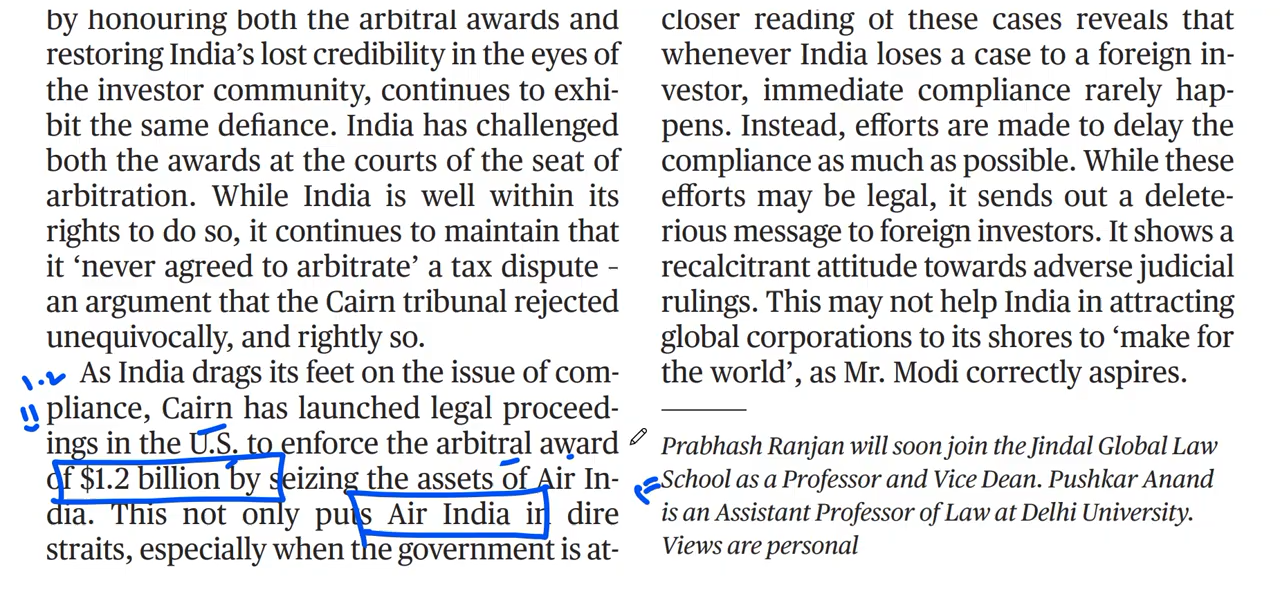 by honouring both the arbitral awards and
restoring India's lost credibility in the eyes of
the investor community, continues to exhi-
bit the same defiance. India has challenged
both the awards at the courts of the seat of
arbitration. While India is well within its
rights to do so, it continues to maintain that
it 'never agreed to arbitrate' a tax dispute –
an argument that the Cairn tribunal rejected
unequivocally, and rightly so.
As India drags its feet on the issue of com-
pliance, Cairn has launched legal proceed-
ings in the U.S. to enforce the arbitral award
of $1.2 billion by seizing the assets of Air In-
dia. This not only puts Air India in dire
straits, especially when the government is at-
1.2
closer reading of these cases reveals that
whenever India loses a case to a foreign in-
vestor, immediate compliance rarely hap-
pens. Instead, efforts are made to delay the
compliance as much as possible. While these
efforts may be legal, it sends out a delete-
rious message to foreign investors. It shows a
recalcitrant attitude towards adverse judicial
rulings. This may not help India in attracting
global corporations to its shores to 'make for
the world', as Mr. Modi correctly aspires.
Prabhash Ranjan will soon join the Jindal Global Law
School as a Professor and Vice Dean. Pushkar Anand
is an Assistant Professor of Law at Delhi University.
Views are personal